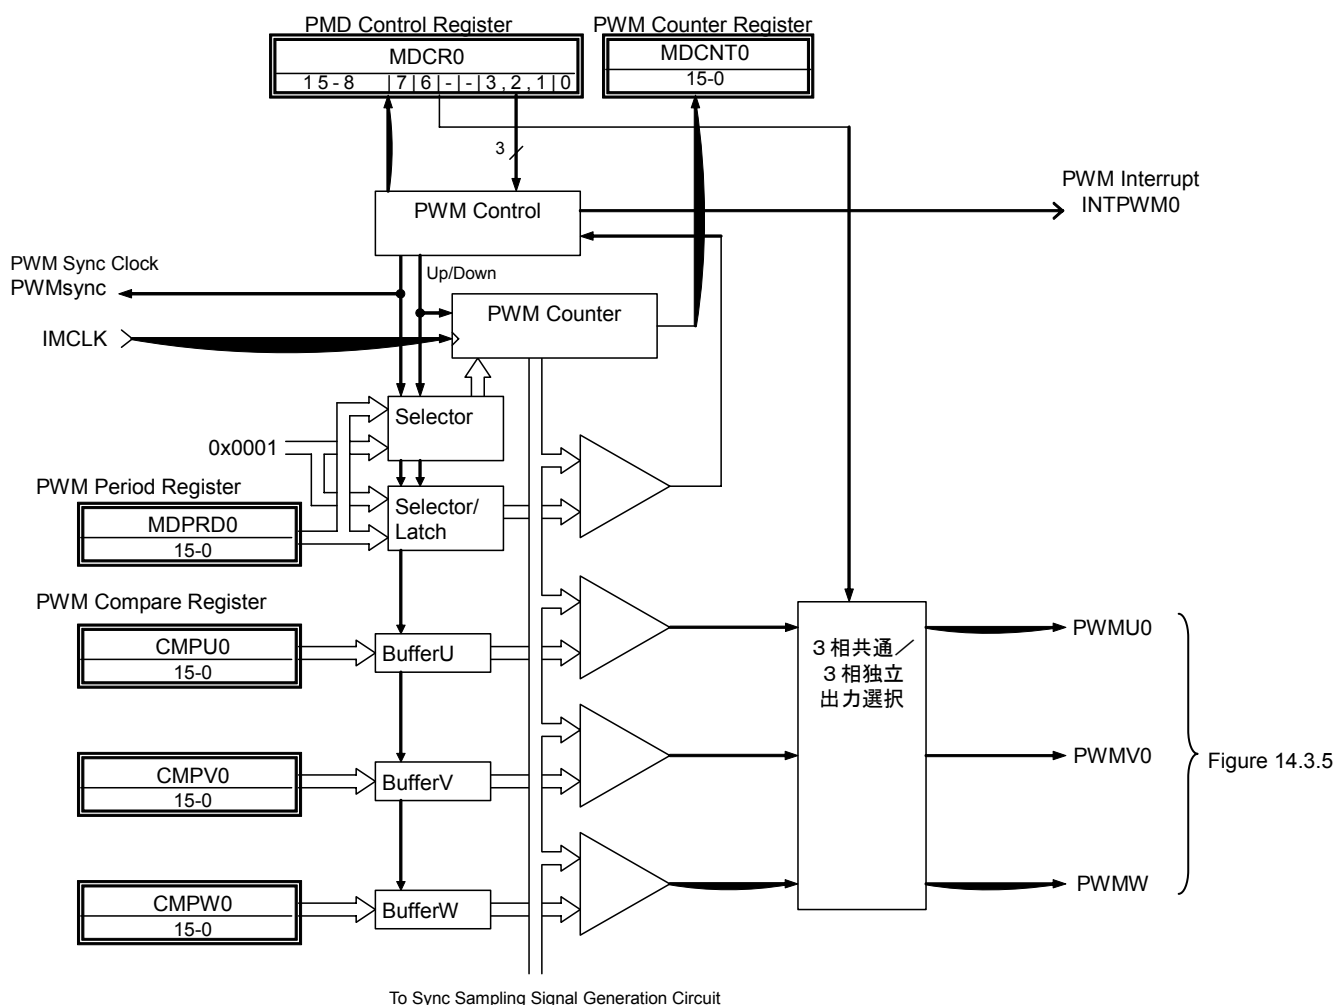 PMD Control Register
PWM Counter Register
MDCR0
15-8 |7|6|-|-|3,2,1|0
MDCNT0
15-0
3
PWM Control
PWM Interrupt
INTPWM0
PWM Sync Clock
PWMsync
Up/Down
PWM Counter
IMCLK
Selector
0x0001
PWM Period Register
MDPRD0
15-0
Selector/
Latch
PWM Compare Register
CMPU0
15-0
BufferU
3相共通/
3相独立
出力選択
PWMU0
CMPV0
15-0
BufferV
PWMV0
Figure 14.3.5
CMPW0
15-0
BufferW
PWMW
To Sync Sampling Signal Generation Circuit